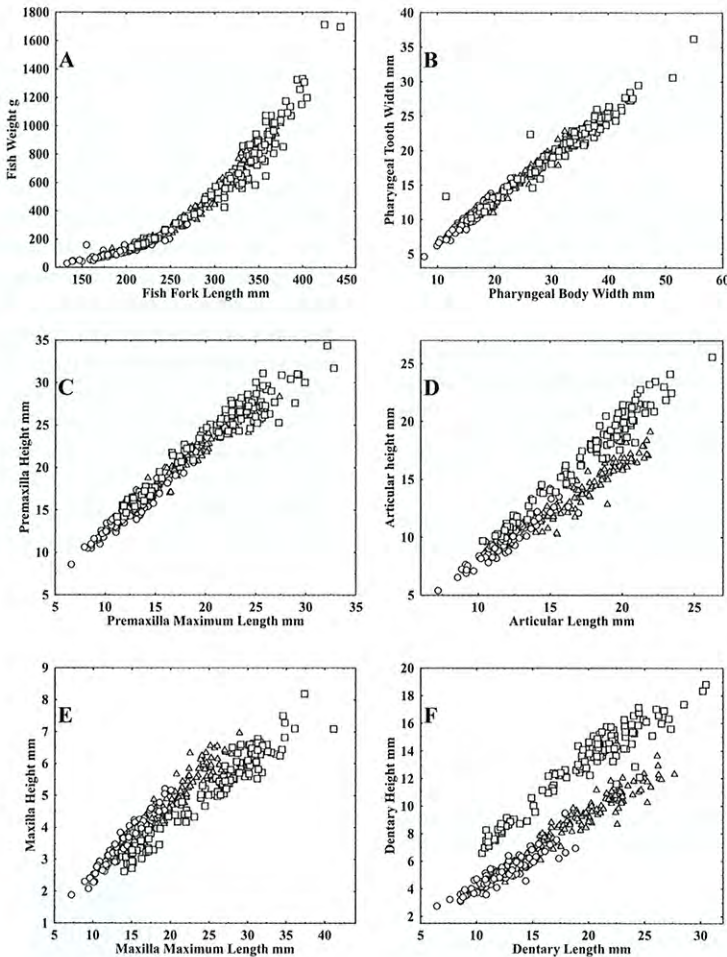 A
Fish Weight g
1800
1600
1400
1200
1000
800
600
400
200
0
150 200 250 300 350 400 450
Fish Fork Length mm
B
Pharyngeal Tooth Width mm
40
35
30
25
20
15
10
5
10 20 30 40 50 60
Pharyngeal Body Width mm
C
Premaxilla Height mm
35
30
25
20
15
10
5
5 10 15 20 25 30 35
Premaxilla Maximum Length mm
D
Articular height mm
25
20
15
10
5
10 15 20 25
Articular Length mm
E
Maxilla Height mm
9
8
7
6
5
4
3
2
1
5 10 15 20 25 30 35 40
Maxilla Maximum Length mm
F
Dentary Height mm
20
18
16
14
12
10
8
6
4
2
5 10 15 20 25 30
Dentary Length mm